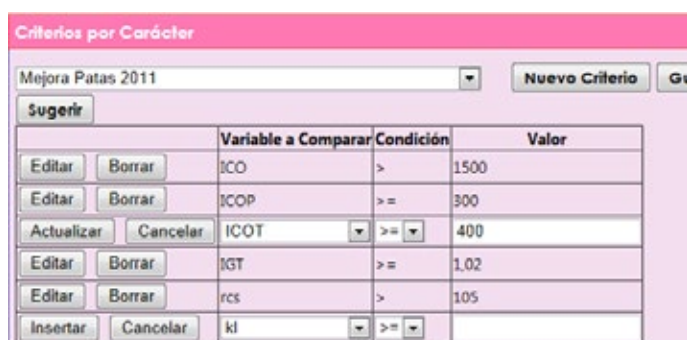 Criterios por Carácter
Mejora Patas 2011 Nuevo Criterio Gu
Sugerir
Variable a Comparar Condición Valor
Editar Borrar ICO > 1500
Editar Borrar ICOP >= 300
Actualizar Cancelar ICOT >= 400
Editar Borrar IGT >= 1,02
Editar Borrar rcs > 105
Insertar Cancelar kl >=